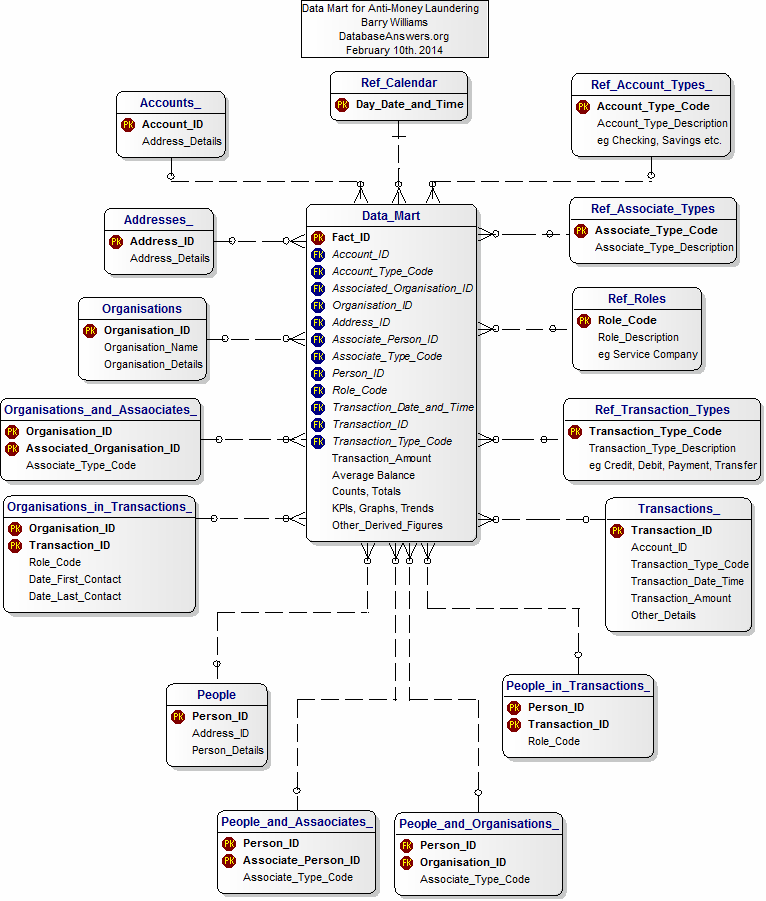 Data Mart for Anti-Money Laundering
Barry Williams
DatabaseAnswers.org
February 10th. 2014
Ref_Calendar
PK Day_Date_and_Time
Ref_Account_Types_
PK Account_Type_Code
Account_Type_Description
eg Checking, Savings etc.
Accounts_
PK Account_ID
Address_Details
Addresses_
PK Address_ID
Address_Details
Organisations
PK Organisation_ID
Organisation_Name
Organisation_Details
Organisations_and_Assaociates_
PK Organisation_ID
PK Associated_Organisation_ID
Associate_Type_Code
Organisations_in_Transactions_
PK Organisation_ID
PK Transaction_ID
Role_Code
Date_First_Contact
Date_Last_Contact
Data_Mart
PK Fact_ID
FK Account_ID
FK Account_Type_Code
FK Associated_Organisation_ID
FK Organisation_ID
FK Address_ID
FK Associate_Person_ID
FK Associate_Type_Code
FK Person_ID
FK Role_Code
FK Transaction_Date_and_Time
FK Transaction_ID
FK Transaction_Type_Code
Transaction_Amount
Average Balance
Counts, Totals
KPIs, Graphs, Trends
Other_Derived_Figures
Ref_Associate_Types
PK Associate_Type_Code
Associate_Type_Description
Ref_Roles
PK Role_Code
Role_Description
eg Service Company
Ref_Transaction_Types
PK Transaction_Type_Code
Transaction_Type_Description
eg Credit, Debit, Payment, Transfer
Transactions_
PK Transaction_ID
Account_ID
Transaction_Type_Code
Transaction_Date_Time
Transaction_Amount
Other_Details
People
PK Person_ID
Address_ID
Person_Details
People_in_Transactions_
PK Person_ID
PK Transaction_ID
Role_Code
People_and_Assaociates_
PK Person_ID
PK Associate_Person_ID
Associate_Type_Code
People_and_Organisations_
FK Person_ID
FK Organisation_ID
Associate_Type_Code